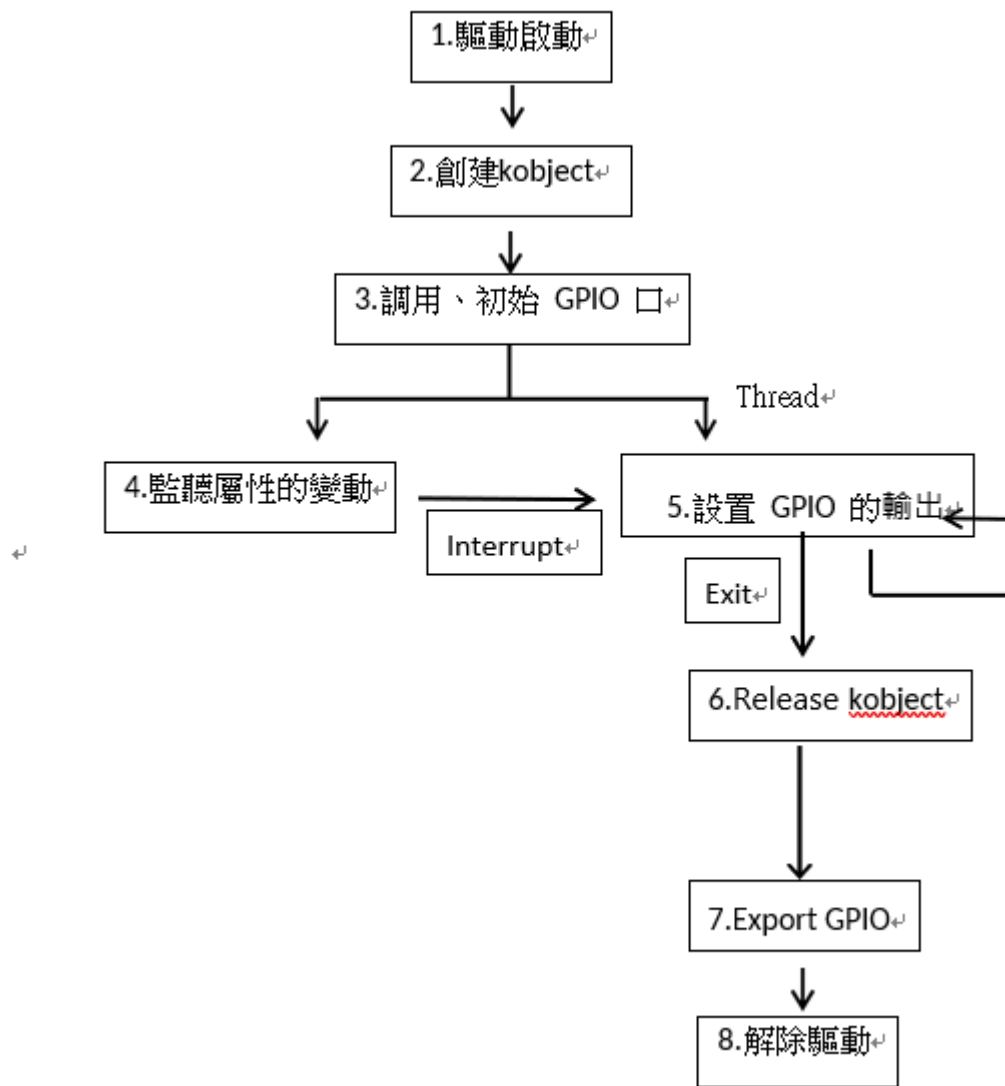 1.驅動啟動
2.創建kobject
3.調用、初始 GPIO 口
Thread
4.監聽屬性的變動
5.設置 GPIO 的輸出
Interrupt
Exit
6.Release kobject
7.Export GPIO
8.解除驅動